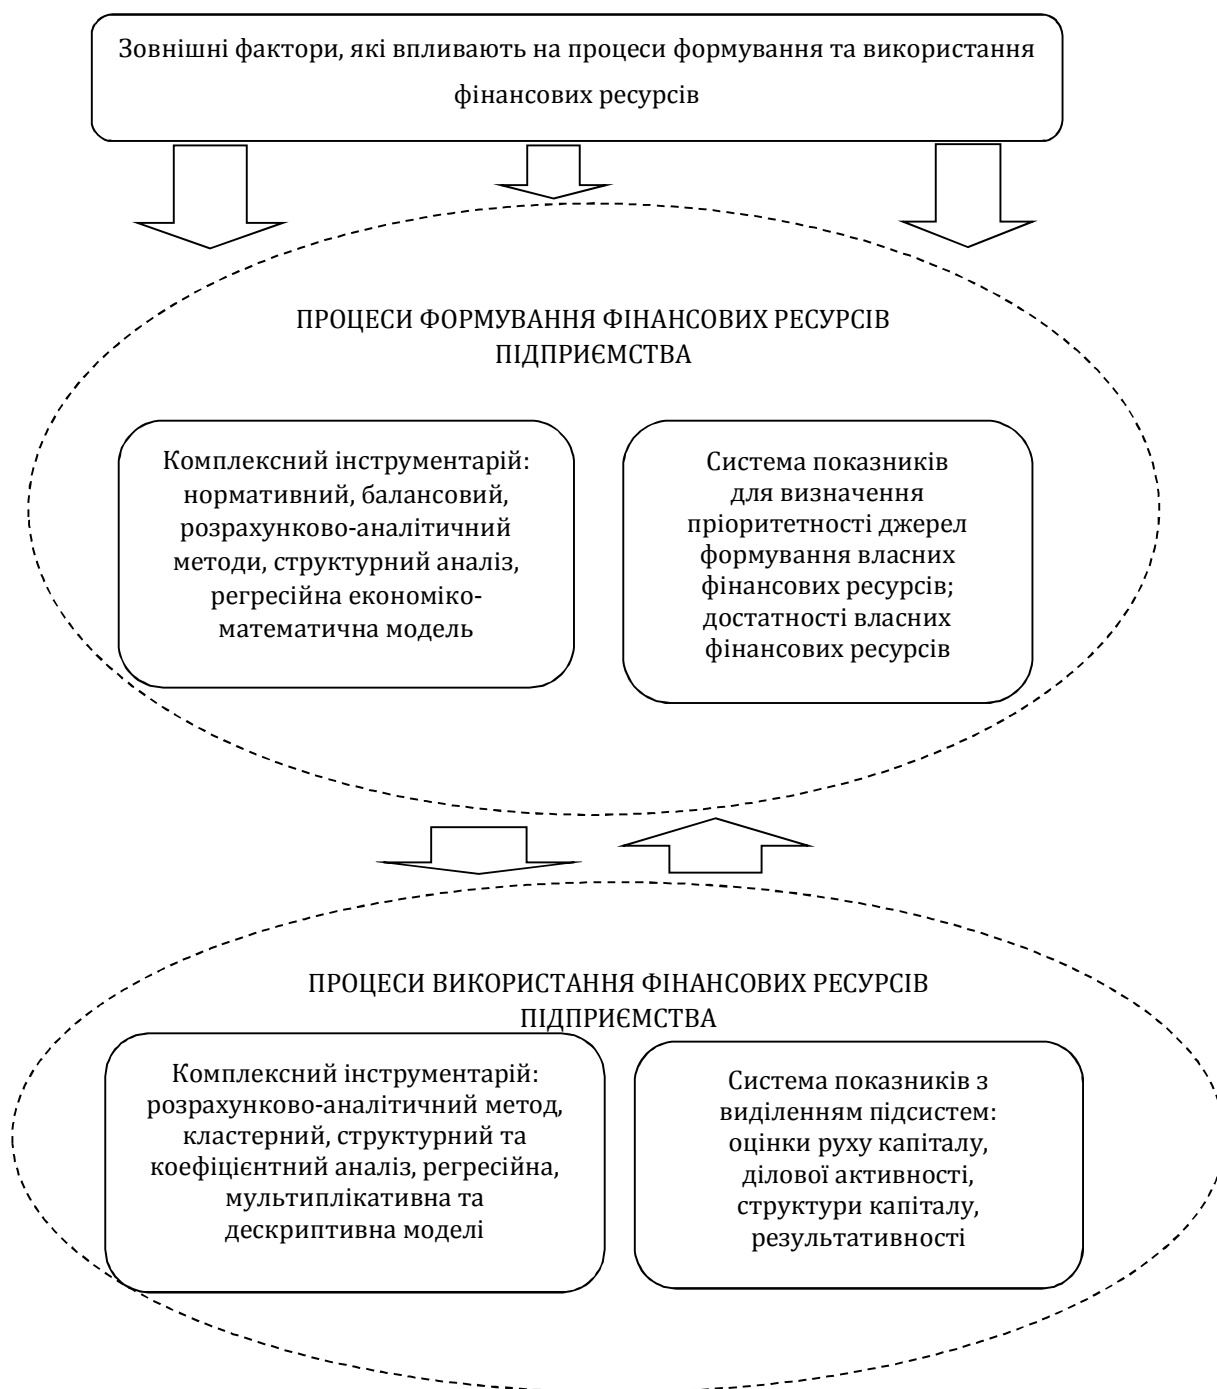 Зовнішні фактори, які впливають на процеси формування та використання
фінансових ресурсів
ПРОЦЕСИ ФОРМУВАННЯ ФІНАНСОВИХ РЕСУРСІВ
ПІДПРИЄМСТВА
Комплексний інструментарій:
нормативний, балансовий,
розрахунково-аналітичний
методи, структурний аналіз,
регресійна економіко-
математична модель
Система показників
для визначення
пріоритетності джерел
формування власних
фінансових ресурсів;
достатності власних
фінансових ресурсів
ПРОЦЕСИ ВИКОРИСТАННЯ ФІНАНСОВИХ РЕСУРСІВ
ПІДПРИЄМСТВА
Комплексний інструментарій:
розрахунково-аналітичний метод,
кластерний, структурний та
коефіцієнтний аналіз, регресійна,
мультиплікативна та
дескриптивна моделі
Система показників з
виділенням підсистем:
оцінки руху капіталу,
ділової активності,
структури капіталу,
результативності